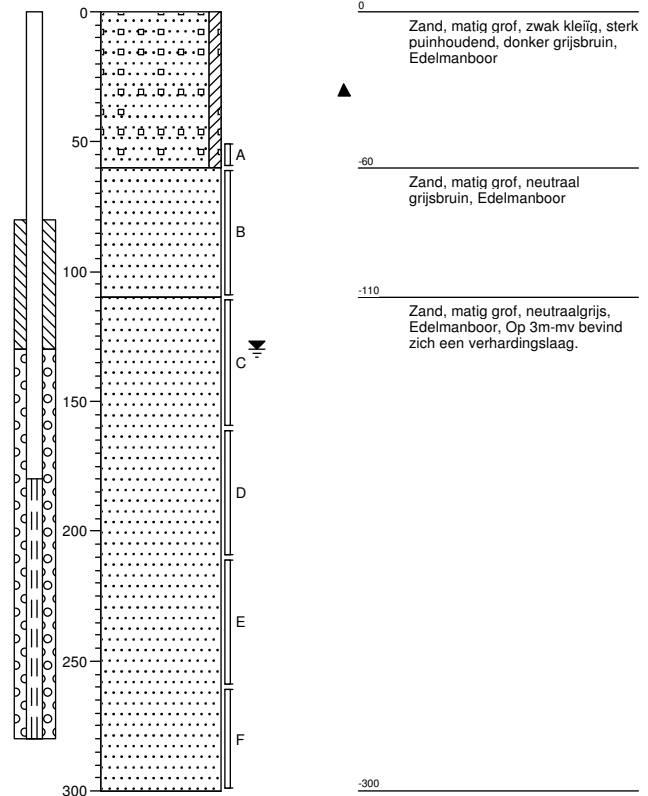 0
50
100
150
200
250
300
A
B
C
D
E
F
0
Zand, matig grof, zwak kleiïg, sterk
puinhoudend, donker grijsbruin,
Edelmanboor
-60
Zand, matig grof, neutraal
grijsbruin, Edelmanboor
-110
Zand, matig grof, neutraalgrijs,
Edelmanboor, Op 3m-mv bevind
zich een verhardingslaag.
-300